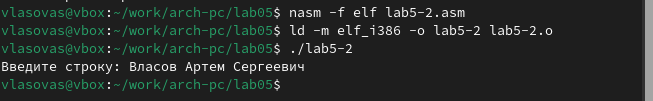 vlasovas@vbox:~/work/arch-pc/lab05$ nasm -f elf lab5-2.asm
vlasovas@vbox:~/work/arch-pc/lab05$ ld -m elf_i386 -o lab5-2 lab5-2.o
vlasovas@vbox:~/work/arch-pc/lab05$ ./lab5-2
Введите строку: Власов Артем Сергеевич
vlasovas@vbox:~/work/arch-pc/lab05$